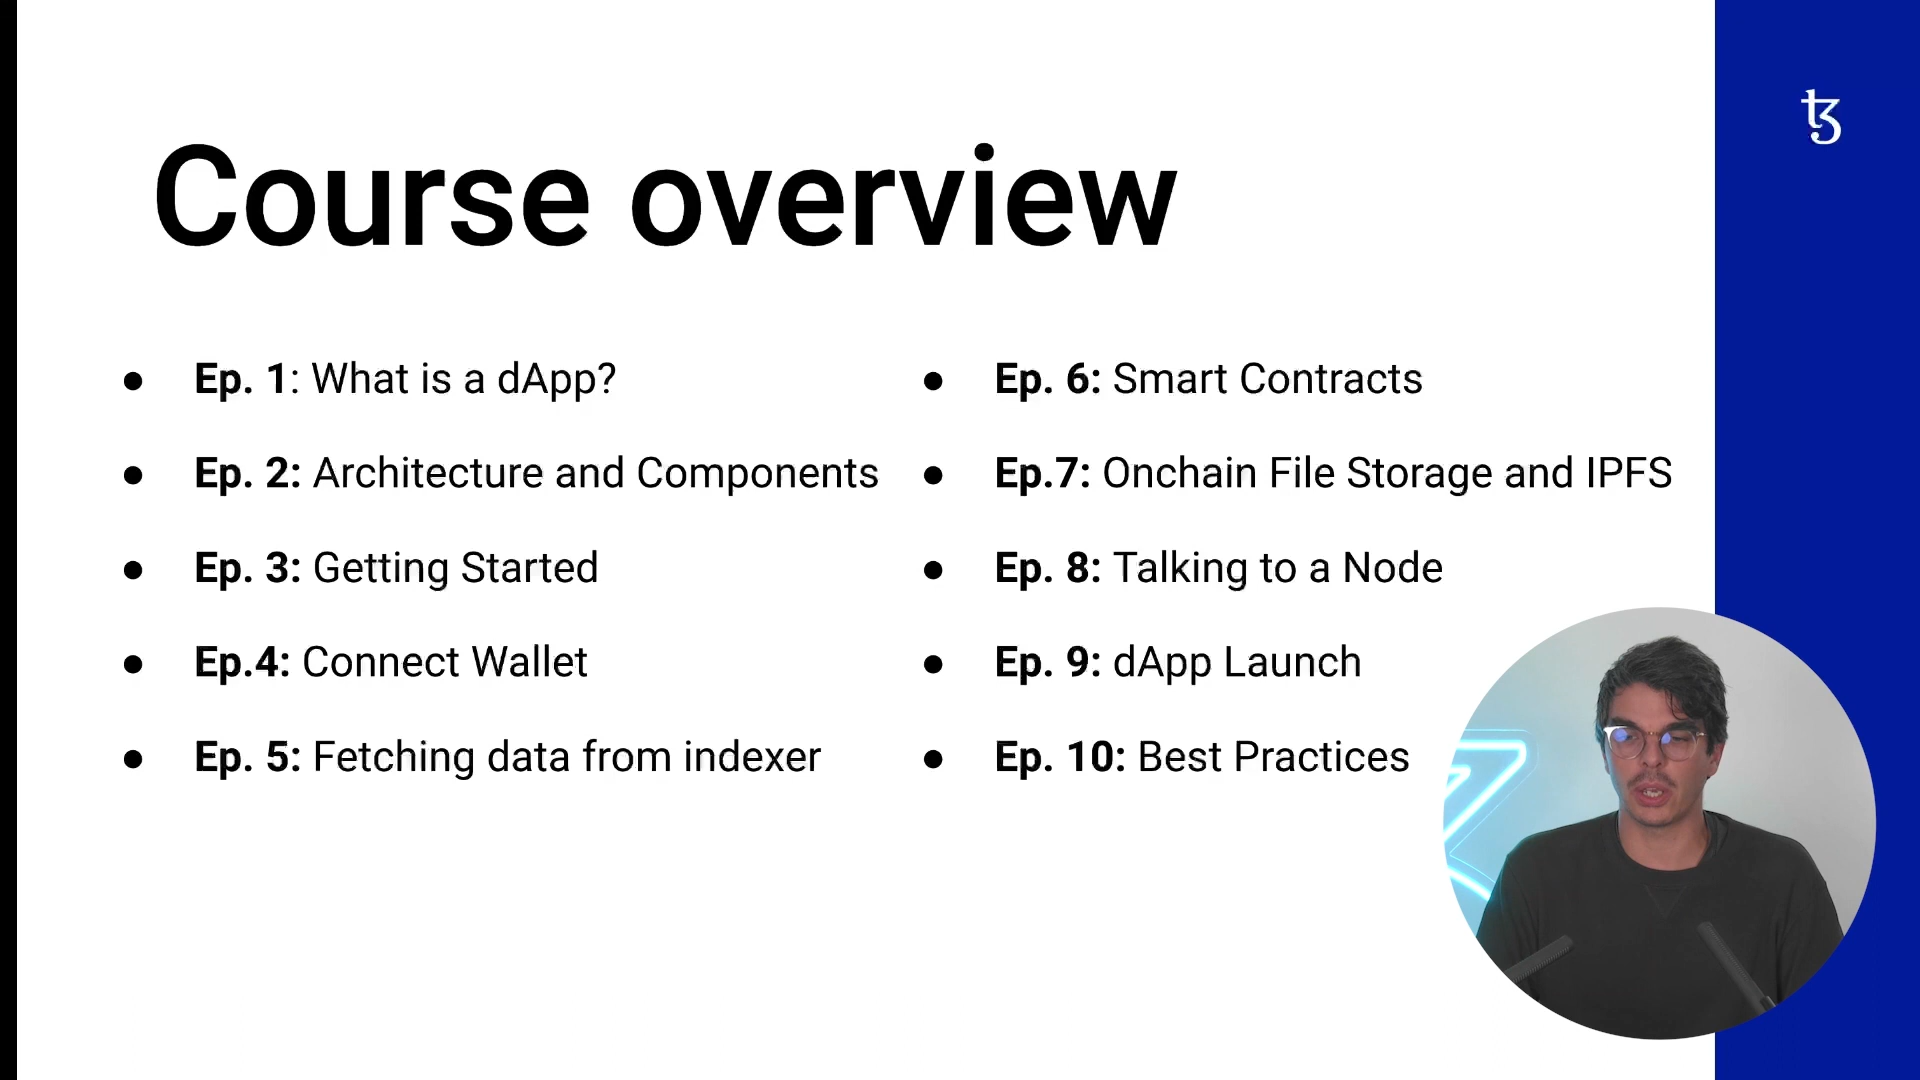 Course overview
Ep. 1: What is a dApp?
Ep. 2: Architecture and Components
Ep. 3: Getting Started
Ep.4: Connect Wallet
Ep. 5: Fetching data from indexer
Ep. 6: Smart Contracts
Ep.7: Onchain File Storage and IPFS
Ep. 8: Talking to a Node
Ep. 9: dApp Launch
Ep. 10: Best Practices